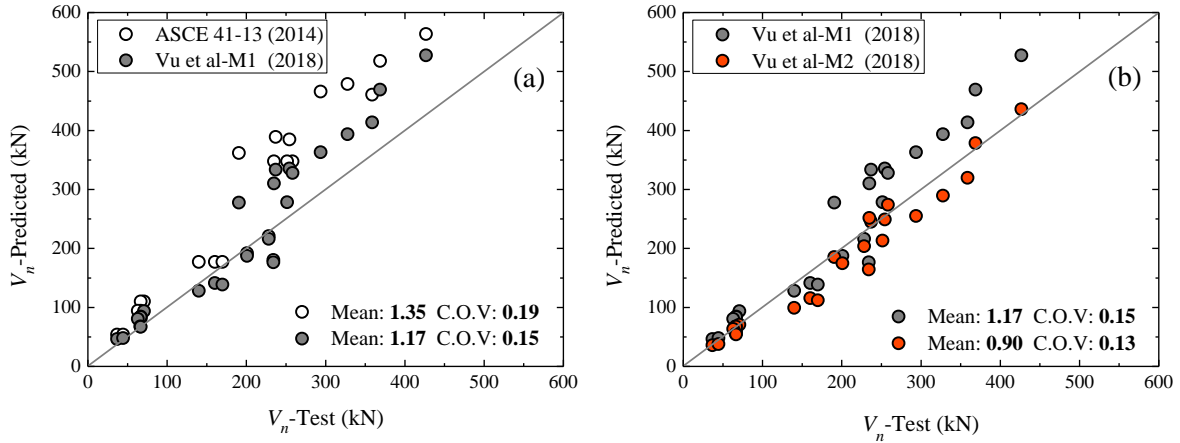 ASCE 41-13 (2014)
Vu et al-M1 (2018)
(a)
Mean: 1.35 C.O.V: 0.19
Mean: 1.17 C.O.V: 0.15
600
500
400
300
200
100
0
0 100 200 300 400 500 600
Vn-Predicted (kN)
Vn-Test (kN)
Vu et al-M1 (2018)
Vu et al-M2 (2018)
(b)
Mean: 1.17 C.O.V: 0.15
Mean: 0.90 C.O.V: 0.13
600
500
400
300
200
100
0
0 100 200 300 400 500 600
Vn-Predicted (kN)
Vn-Test (kN)